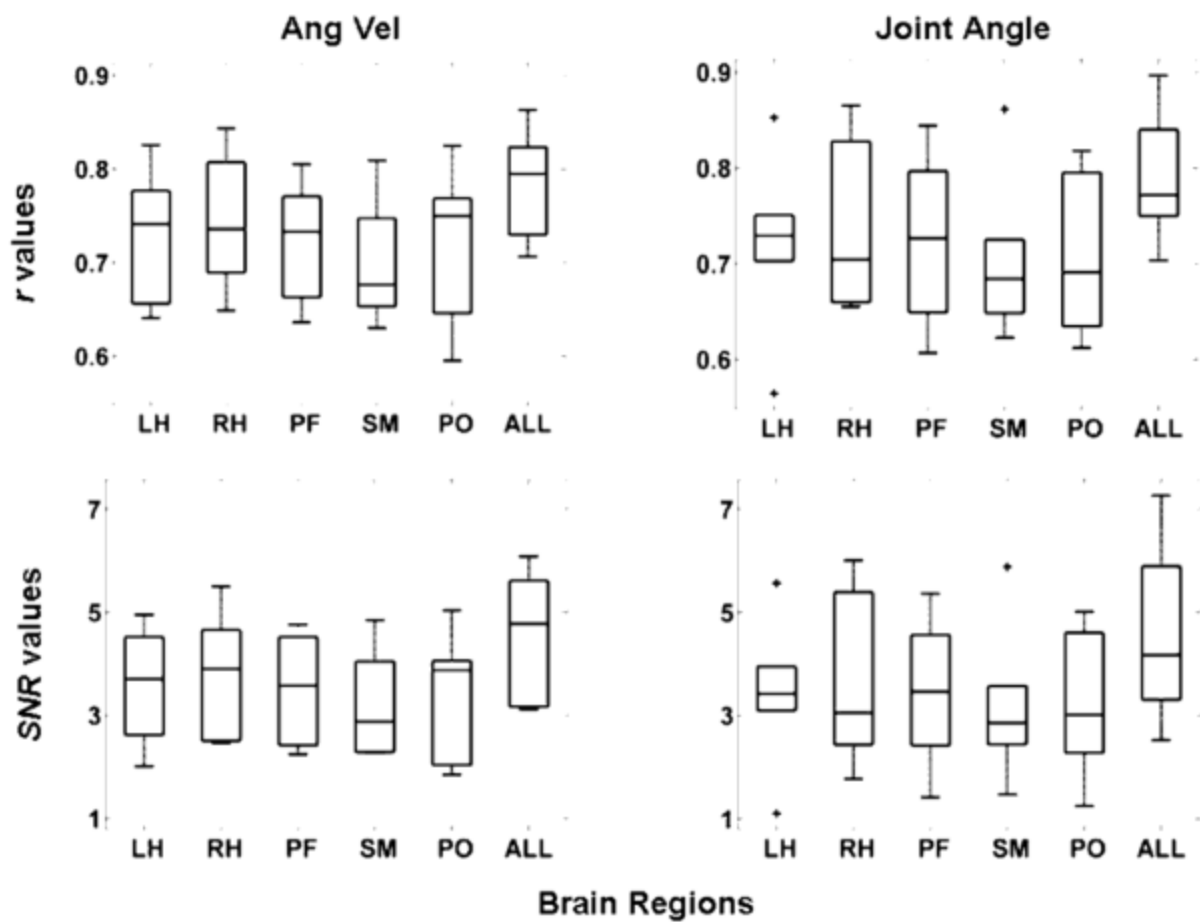 Ang Vel
Joint Angle
r values
0.9
0.8
0.7
0.6
LH RH PF SM PO ALL
0.9
0.8
0.7
0.6
LH RH PF SM PO ALL
SNR values
7
5
3
1
LH RH PF SM PO ALL
7
5
3
1
LH RH PF SM PO ALL
Brain Regions